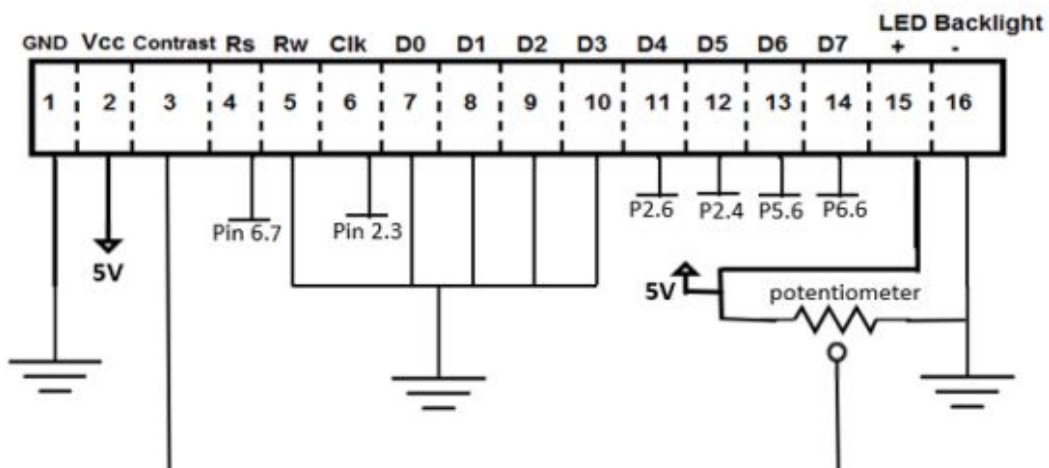 LED Backlight
GND Vcc Contrast Rs Rw Clk D0 D1 D2 D3 D4 D5 D6 D7 + -
1 2 3 4 5 6 7 8 9 10 11 12 13 14 15 16
P2.6 P2.4 P5.6 P6.6
Pin 6.7 Pin 2.3
5V
5V potentiometer